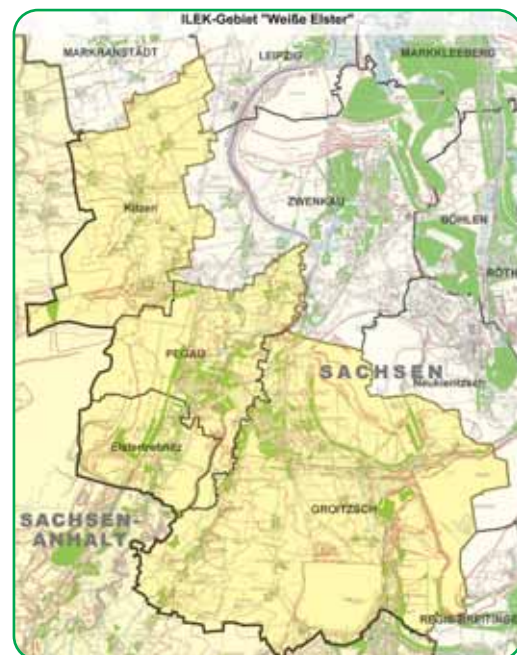 ILEK-Gebiet "Weiße Elster"
MARKRANSTÄDT
LEIPZIG
MARKKLEEBERG
Kitzen
ZWENKAU
BÖHLEN
RÖTH
PEGAU
SACHSEN
Neukieritzsch
Elstertrebnitz
GROITZSCH
SACHSEN-
ANHALT
REGIS-BREITINGE